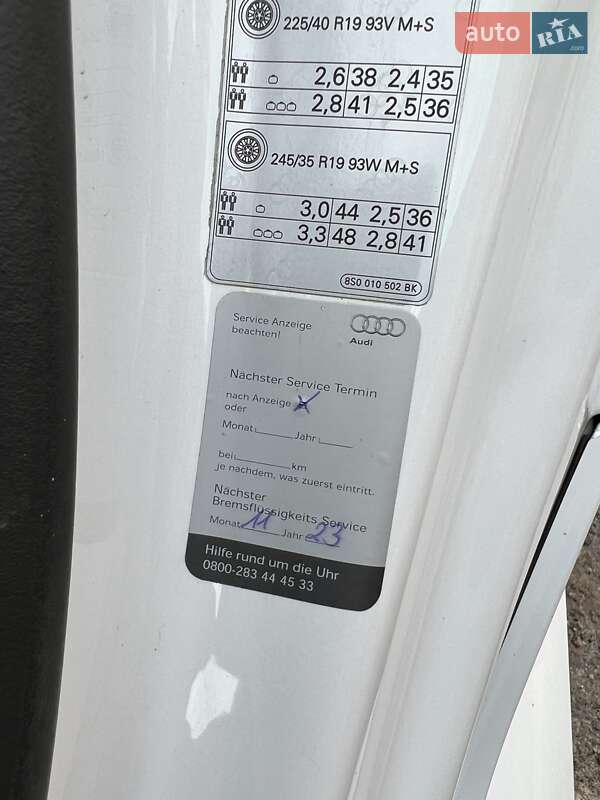 auto RIA .com
225/40 R19 93V M+S
2,6 38 2,4 35
2,8 41 2,5 36
245/35 R19 93W M+S
3,0 44 2,5 36
3,3 48 2,8 41
8S0 010 502 BK
Service Anzeige
beachten!
Audi
Nächster Service Termin
nach Anzeige X
oder
Monat Jahr
bei km
je nachdem, was zuerst eintritt.
Nächster
Bremsflüssigkeits Service
Monat 11 Jahr 23
Hilfe rund um die Uhr
0800-283 44 45 33